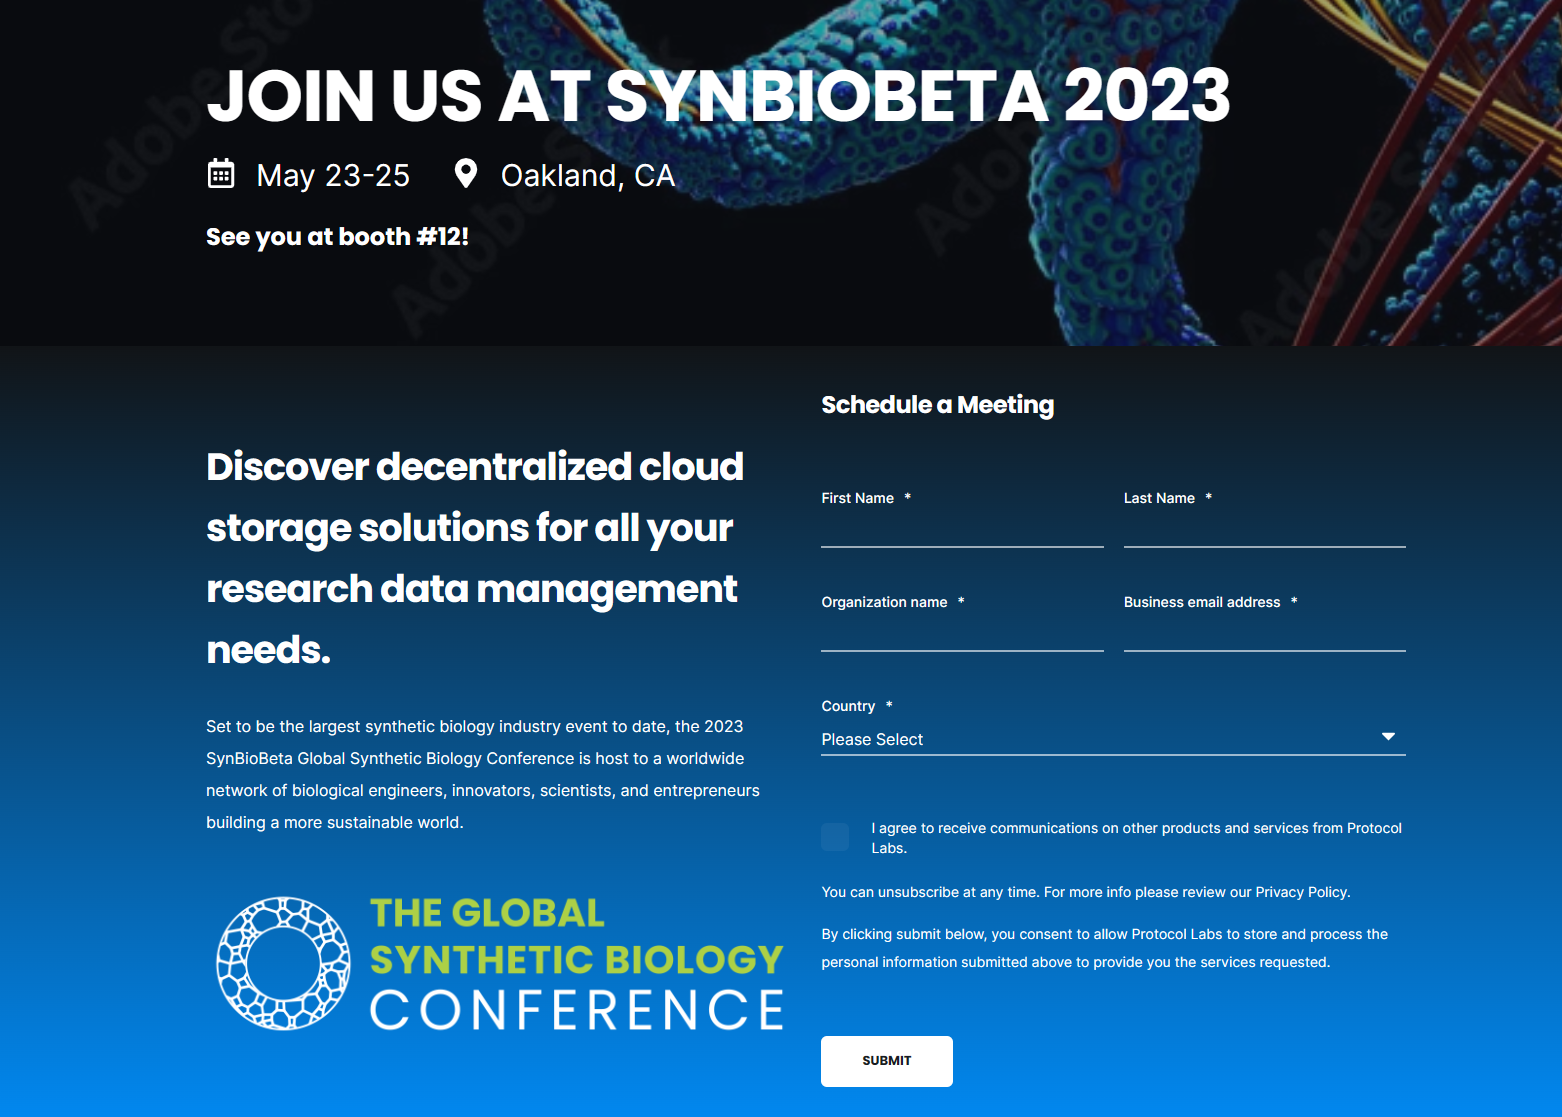 JOIN US AT SYNBIOBETA 2023
May 23-25 Oakland, CA
See you at booth #12!
Discover decentralized cloud
storage solutions for all your
research data management
needs.
Set to be the largest synthetic biology industry event to date, the 2023
SynBioBeta Global Synthetic Biology Conference is host to a worldwide
network of biological engineers, innovators, scientists, and entrepreneurs
building a more sustainable world.
THE GLOBAL
SYNTHETIC BIOLOGY
CONFERENCE
Schedule a Meeting
First Name * Last Name *
Organization name * Business email address *
Country *
Please Select
I agree to receive communications on other products and services from Protocol
Labs.
You can unsubscribe at any time. For more info please review our Privacy Policy.
By clicking submit below, you consent to allow Protocol Labs to store and process the
personal information submitted above to provide you the services requested.
SUBMIT
Adobe Sto
Adobe Stock
Adobe Stock